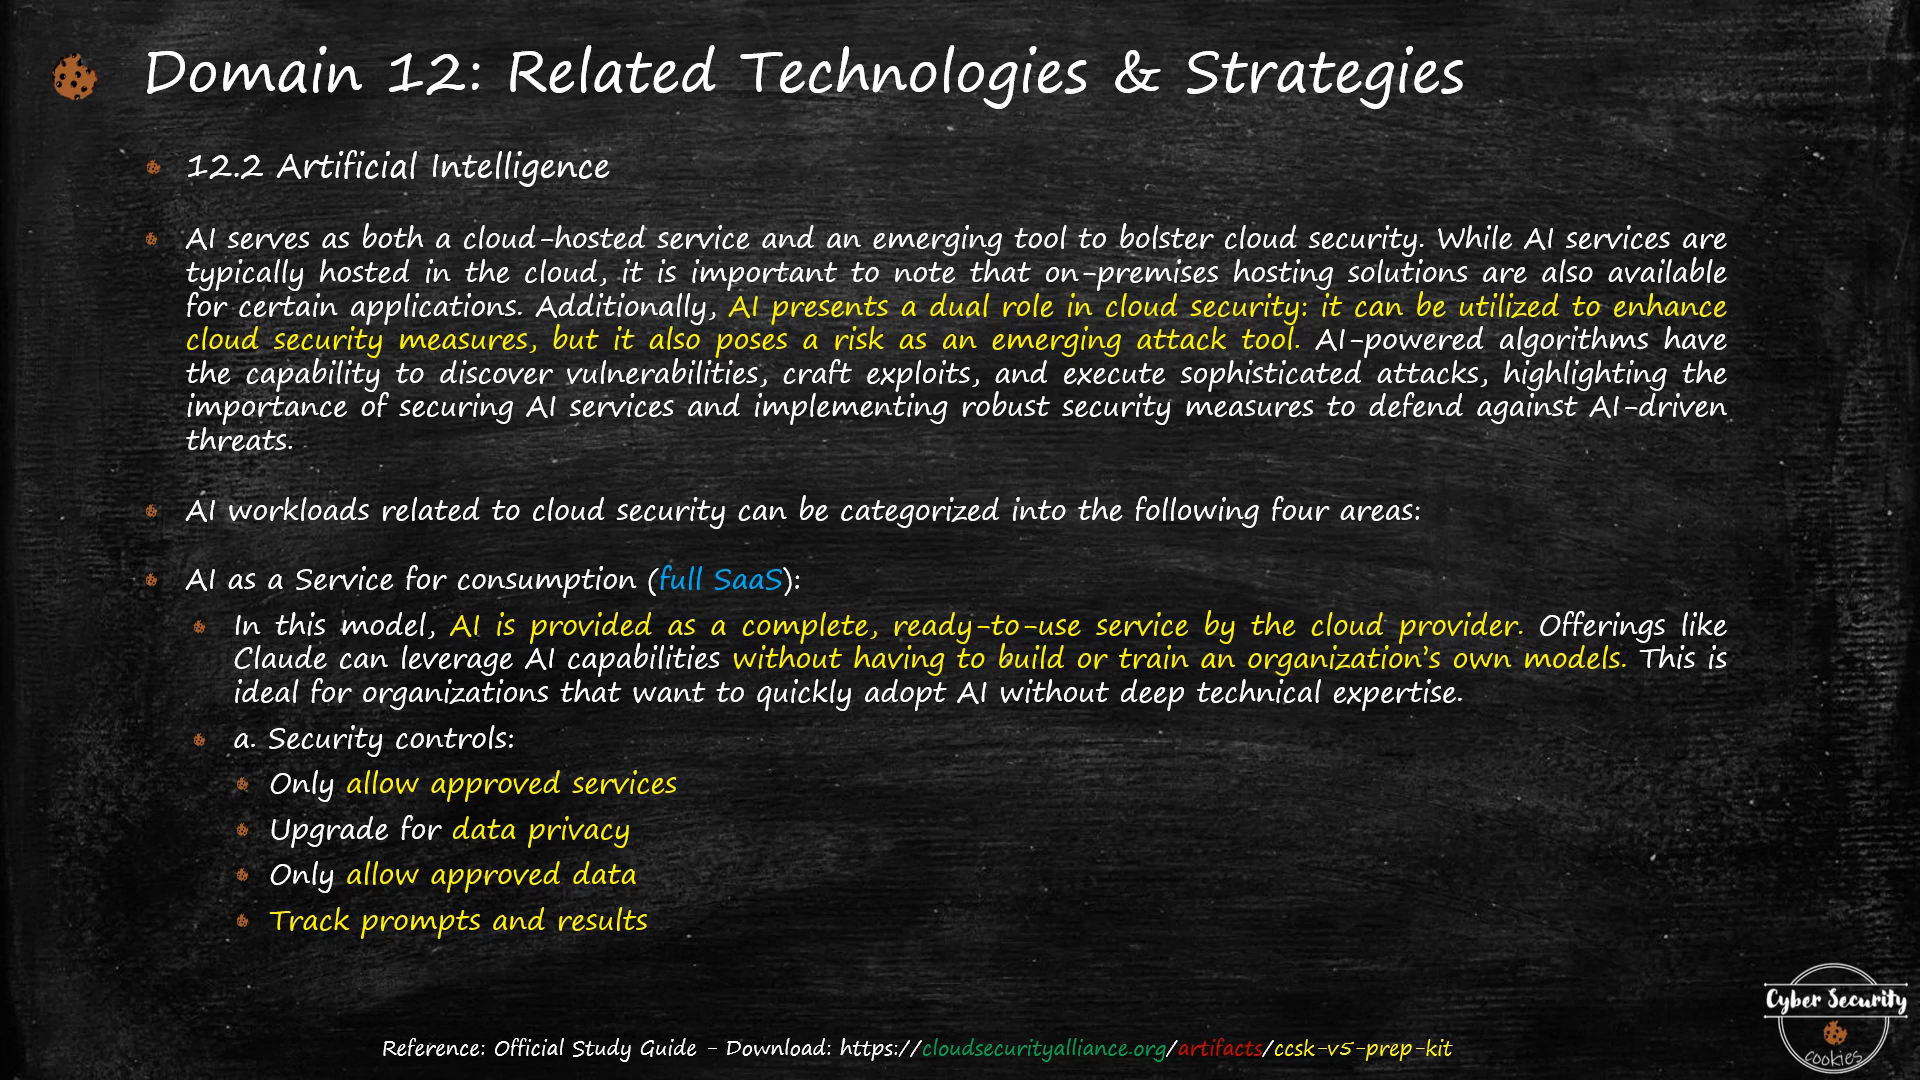 Domain 12: Related Technologies & Strategies
12.2 Artificial Intelligence
AI serves as both a cloud-hosted service and an emerging tool to bolster cloud security. While AI services are
typically hosted in the cloud, it is important to note that on-premises hosting solutions are also available
for certain applications. Additionally, AI presents a dual role in cloud security: it can be utilized to enhance
cloud security measures, but it also poses a risk as an emerging attack tool. AI-powered algorithms have
the capability to discover vulnerabilities, craft exploits, and execute sophisticated attacks, highlighting the
importance of securing AI services and implementing robust security measures to defend against AI-driven
threats.
AI workloads related to cloud security can be categorized into the following four areas:
AI as a Service for consumption (full SaaS):
In this model, AI is provided as a complete, ready-to-use service by the cloud provider. Offerings like
Claude can leverage AI capabilities without having to build or train an organization's own models. This is
ideal for organizations that want to quickly adopt AI without deep technical expertise.
a. Security controls:
Only allow approved services
Upgrade for data privacy
Only allow approved data
Track prompts and results
Cyber Security
cookies
Reference: Official Study Guide - Download: https://cloudsecurityalliance.org/artifacts/ccsk-v5-prep-kit